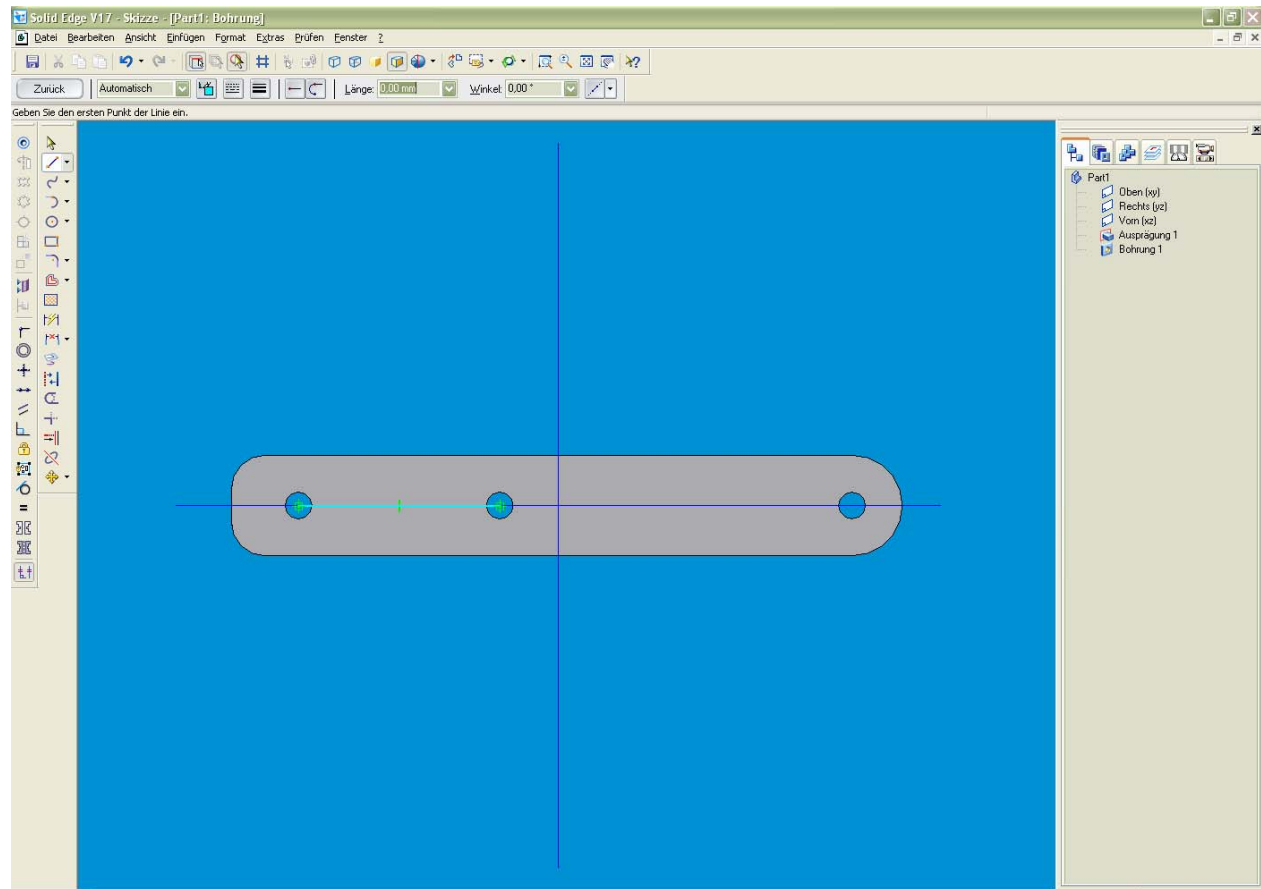 Solid Edge V17 - Skizze - [Part1: Bohrung]
Datei Bearbeiten Ansicht Einfügen Format Extras Prüfen Fenster ?
Zurück Automatisch Länge: 0,00 mm Winkel: 0,00 °
Geben Sie den ersten Punkt der Linie ein.
Part1
Oben (xy)
Rechts (yz)
Vorn (xz)
Ausprägung 1
Bohrung 1